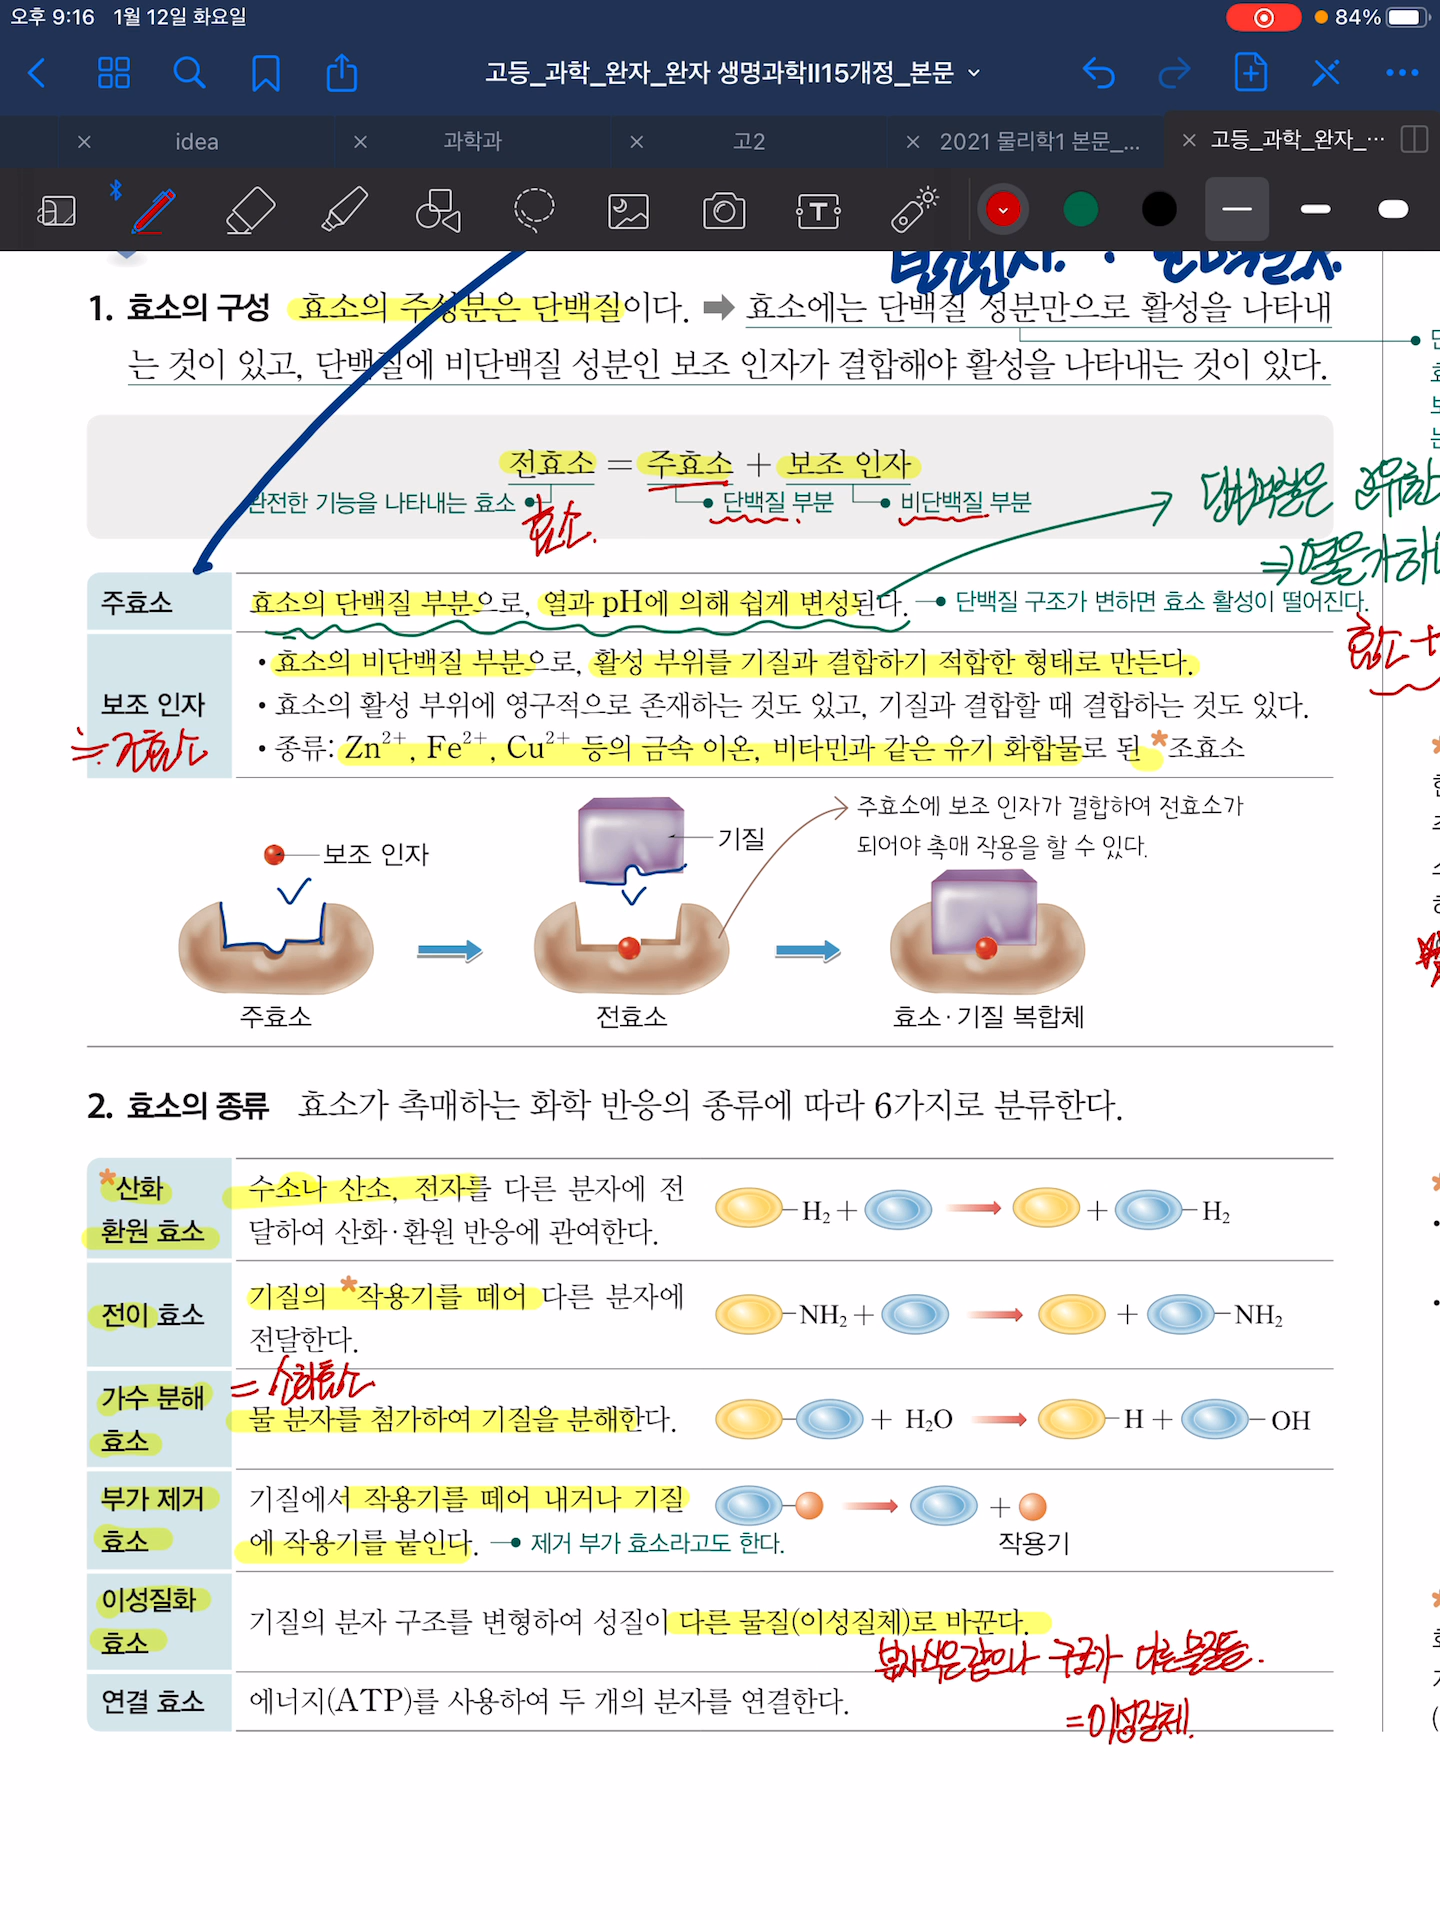 오후 9:16 1월 12일 화요일
84%
고등_과학_완자_완자 생명과학II15개정_본문
idea
과학과
고2
2021 물리학1 본문_...
고등_과학_완자_...
1. 효소의 구성 효소의 주성분은 단백질이다. ➡ 효소에는 단백질 성분만으로 활성을 나타내
는 것이 있고, 단백질에 비단백질 성분인 보조 인자가 결합해야 활성을 나타내는 것이 있다.
전효소 = 주효소 + 보조 인자
완전한 기능을 나타내는 효소 단백질 부분 비단백질 부분
효소.
단백질은
⇒ 열을 가하
주효소
효소의 단백질 부분으로, 열과 pH에 의해 쉽게 변성된다. 단백질 구조가 변하면 효소 활성이 떨어진다.
효소 +
보조 인자
≒ 조효소
• 효소의 비단백질 부분으로, 활성 부위를 기질과 결합하기 적합한 형태로 만든다.
• 효소의 활성 부위에 영구적으로 존재하는 것도 있고, 기질과 결합할 때 결합하는 것도 있다.
• 종류: Zn²⁺, Fe²⁺, Cu²⁺ 등의 금속 이온, 비타민과 같은 유기 화합물로 된 *조효소
주효소에 보조 인자가 결합하여 전효소가
되어야 촉매 작용을 할 수 있다.
보조 인자
기질
주효소
전효소
효소·기질 복합체
2. 효소의 종류 효소가 촉매하는 화학 반응의 종류에 따라 6가지로 분류한다.
*산화
환원 효소
수소나 산소, 전자를 다른 분자에 전
달하여 산화·환원 반응에 관여한다.
H₂ + + H₂
전이 효소
기질의 *작용기를 떼어 다른 분자에
전달한다.
NH₂ + + NH₂
= 소화효소
가수 분해
효소
물 분자를 첨가하여 기질을 분해한다.
+ H₂O H + OH
부가 제거
효소
기질에서 작용기를 떼어 내거나 기질
에 작용기를 붙인다. 제거 부가 효소라고도 한다.
+
작용기
이성질화
효소
기질의 분자 구조를 변형하여 성질이 다른 물질(이성질체)로 바꾼다.
분자식은 같으나 구조가 다른 물질들.
= 이성질체.
연결 효소
에너지(ATP)를 사용하여 두 개의 분자를 연결한다.